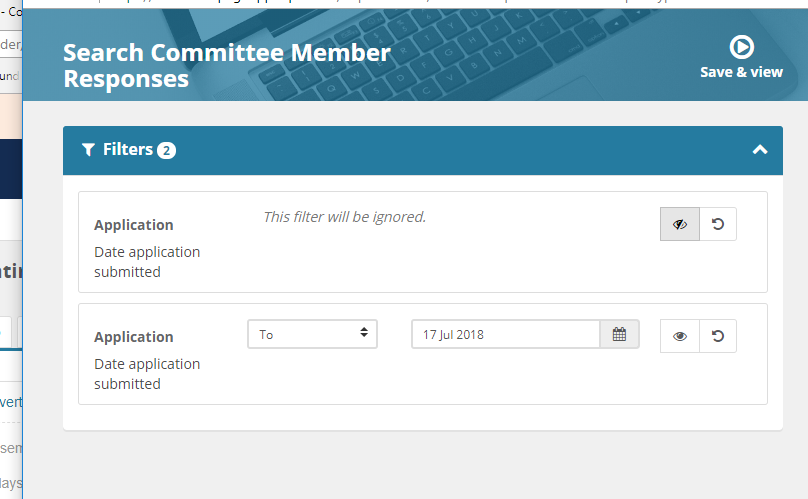 - Co
Search Committee Member
Responses
Save & view
Filters 2
Application
This filter will be ignored.
Date application
submitted
Application
To
17 Jul 2018
Date application
submitted